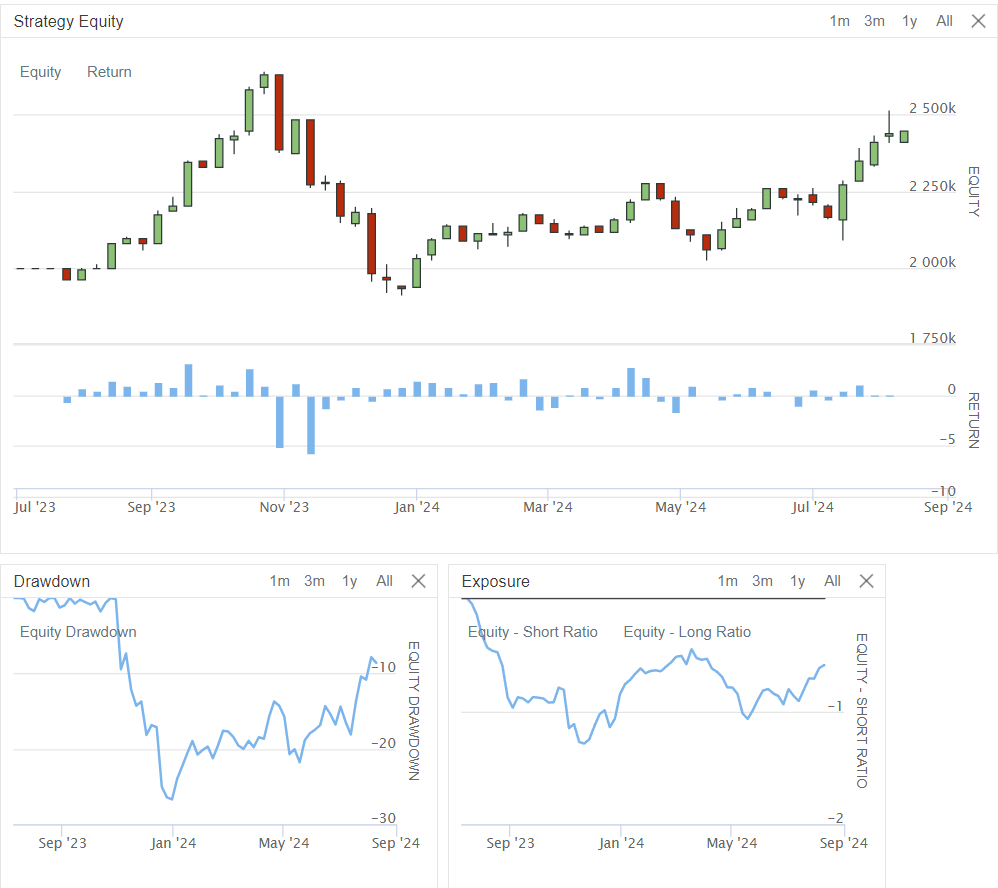 Strategy Equity 1m 3m 1y All
Equity Return
2 500k
2 250k
2 000k
1 750k
EQUITY
0
−5
−10
RETURN
Jul '23 Sep '23 Nov '23 Jan '24 Mar '24 May '24 Jul '24 Sep '24
Drawdown 1m 3m 1y All
Equity Drawdown
−10
−20
−30
EQUITY DRAWDOWN
Sep '23 Jan '24 May '24 Sep '24
Exposure 1m 3m 1y All
Equity - Short Ratio Equity - Long Ratio
−1
−2
EQUITY - SHORT RATIO
Sep '23 Jan '24 May '24 Sep '24